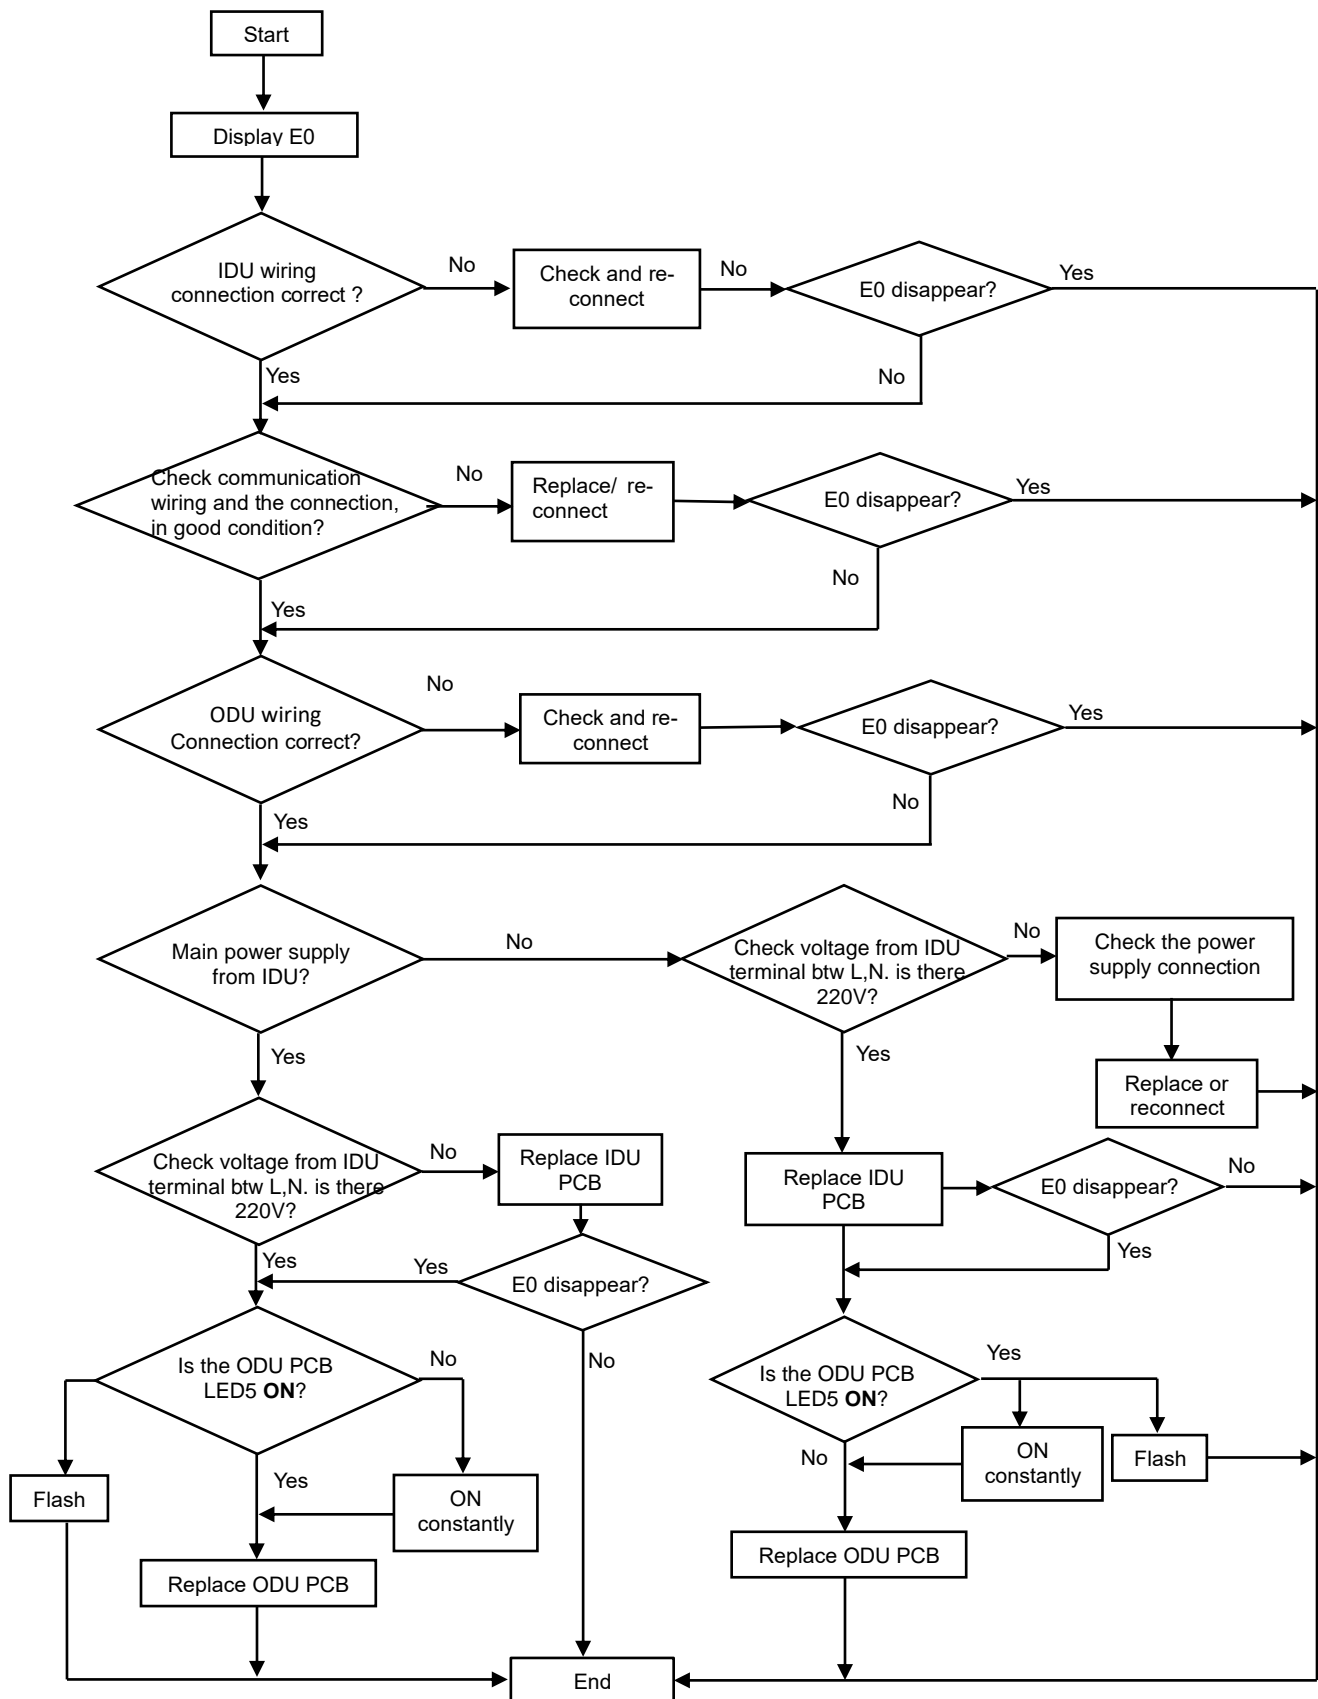 Start
Display E0
IDU wiring
connection correct ?
No
Check and re-
connect
No
E0 disappear?
Yes
Yes
No
Check communication
wiring and the connection,
in good condition?
No
Replace/ re-
connect
E0 disappear?
Yes
No
Yes
ODU wiring
Connection correct?
No
Check and re-
connect
E0 disappear?
Yes
No
Yes
Main power supply
from IDU?
No
Check voltage from IDU
terminal btw L,N. is there
220V?
No
Check the power
supply connection
Yes
Yes
Replace or
reconnect
Check voltage from IDU
terminal btw L,N. is there
220V?
No
Replace IDU
PCB
Replace IDU
PCB
E0 disappear?
No
Yes
Yes
Yes
E0 disappear?
No
Is the ODU PCB
LED5 ON?
No
Is the ODU PCB
LED5 ON?
Yes
No
ON
constantly
Flash
Flash
Yes
ON
constantly
Replace ODU PCB
Replace ODU PCB
End